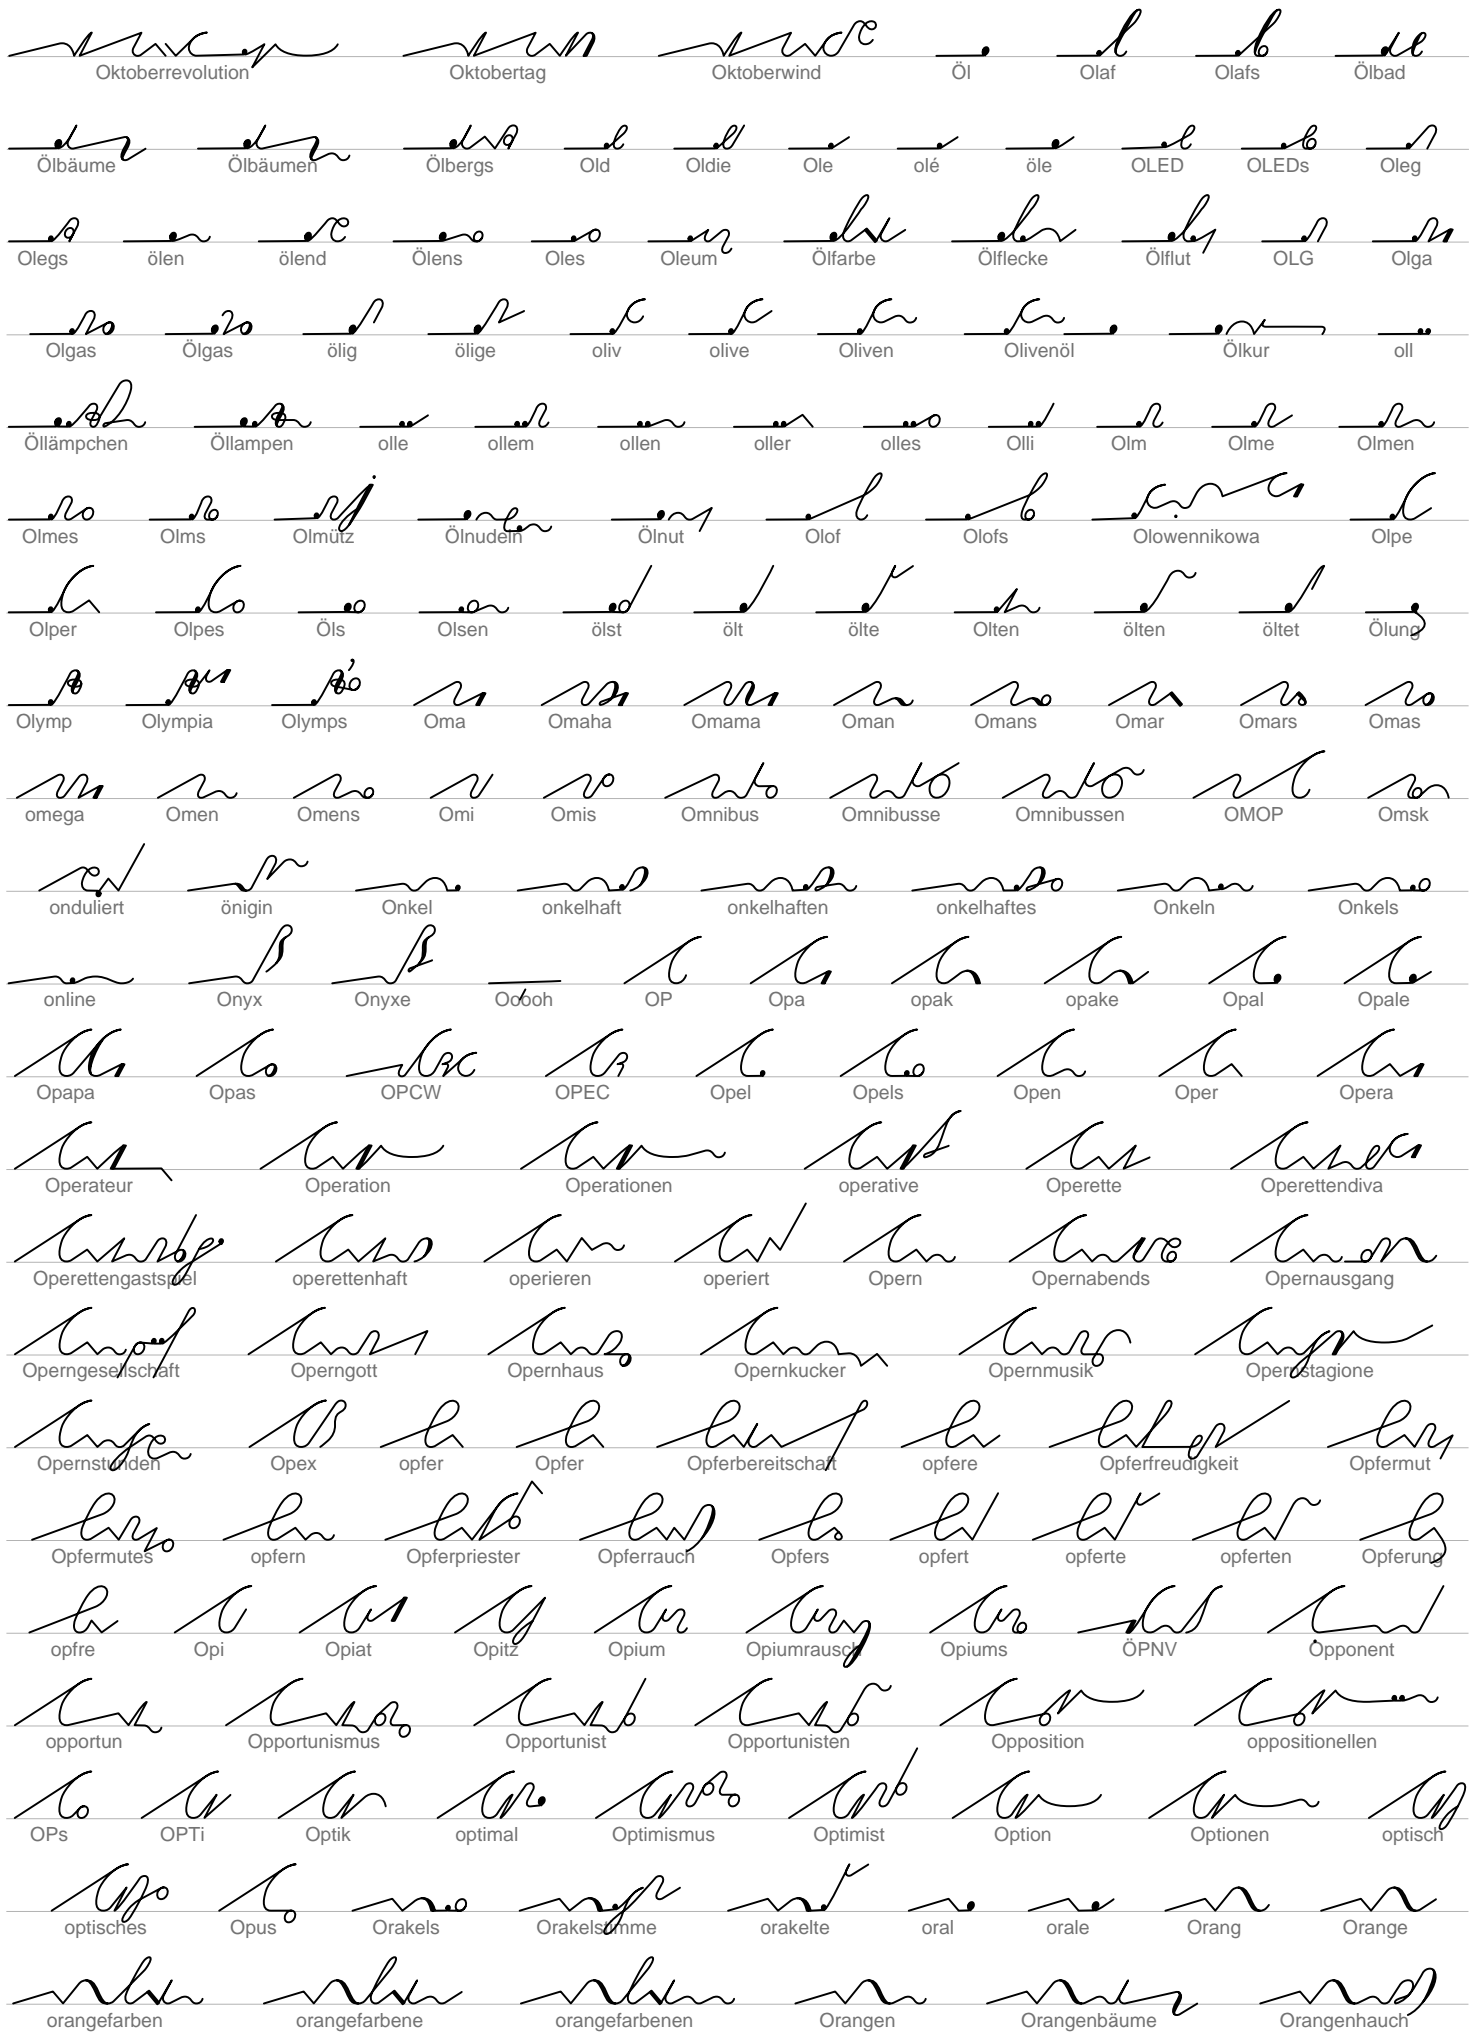 Oktoberrevolution Oktobertag Oktoberwind Öl Olaf Olafs Ölbad
Ölbäume Ölbäumen Ölbergs Old Oldie Ole olé öle OLED OLEDs Oleg
Olegs ölen ölend Ölens Oles Oleum Ölfarbe Ölflecke Ölflut OLG Olga
Olgas Ölgas ölig ölige oliv olive Oliven Olivenöl Ölkur oll
Öllämpchen Öllampen olle ollem ollen oller olles Olli Olm Olme Olmen
Olmes Olms Olmütz Ölnudeln Ölnut Olof Olofs Olowennikowa Olpe
Olper Olpes Öls Olsen ölst ölt ölte Olten ölten öltet Ölung
Olymp Olympia Olymps Oma Omaha Omama Oman Omans Omar Omars Omas
omega Omen Omens Omi Omis Omnibus Omnibusse Omnibussen OMOP Omsk
onduliert önigin Onkel onkelhaft onkelhaften onkelhaftes Onkeln Onkels
online Onyx Onyxe Oooooh OP Opa opak opake Opal Opale
Opapa Opas OPCW OPEC Opel Opels Open Oper Opera
Operateur Operation Operationen operative Operette Operettendiva
Operettengastspiel operettenhaft operieren operiert Opern Opernabends Opernausgang
Operngesellschaft Operngott Opernhaus Opernkucker Opernmusik Opernstagione
Opernstunden Opex opfer Opfer Opferbereitschaft opfere Opferfreudigkeit Opfermut
Opfermutes opfern Opferpriester Opferrauch Opfers opfert opferte opferten Opferung
opfre Opi Opiat Opitz Opium Opiumrausch Opiums ÖPNV Opponent
opportun Opportunismus Opportunist Opportunisten Opposition oppositionellen
OPs OPTi Optik optimal Optimismus Optimist Option Optionen optisch
optisches Opus Orakels Orakelstimme orakelte oral orale Orang Orange
orangefarben orangefarbene orangefarbenen Orangen Orangenbäume Orangenhauch